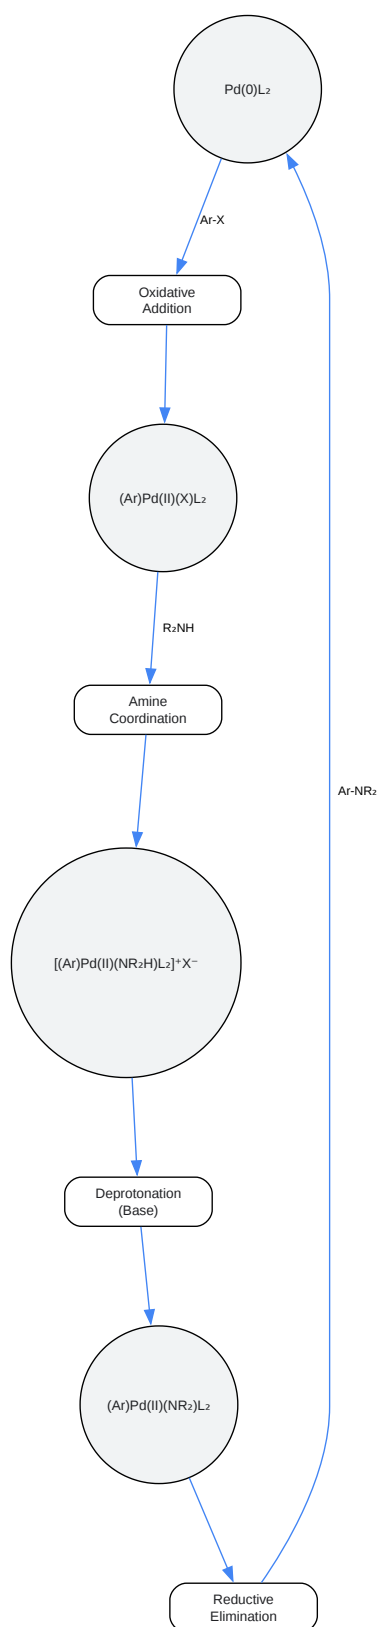 Pd(0)L₂
Ar-X
Oxidative
Addition
(Ar)Pd(II)(X)L₂
R₂NH
Amine
Coordination
Ar-NR₂
[(Ar)Pd(II)(NR₂H)L₂]⁺X⁻
Deprotonation
(Base)
(Ar)Pd(II)(NR₂)L₂
Reductive
Elimination